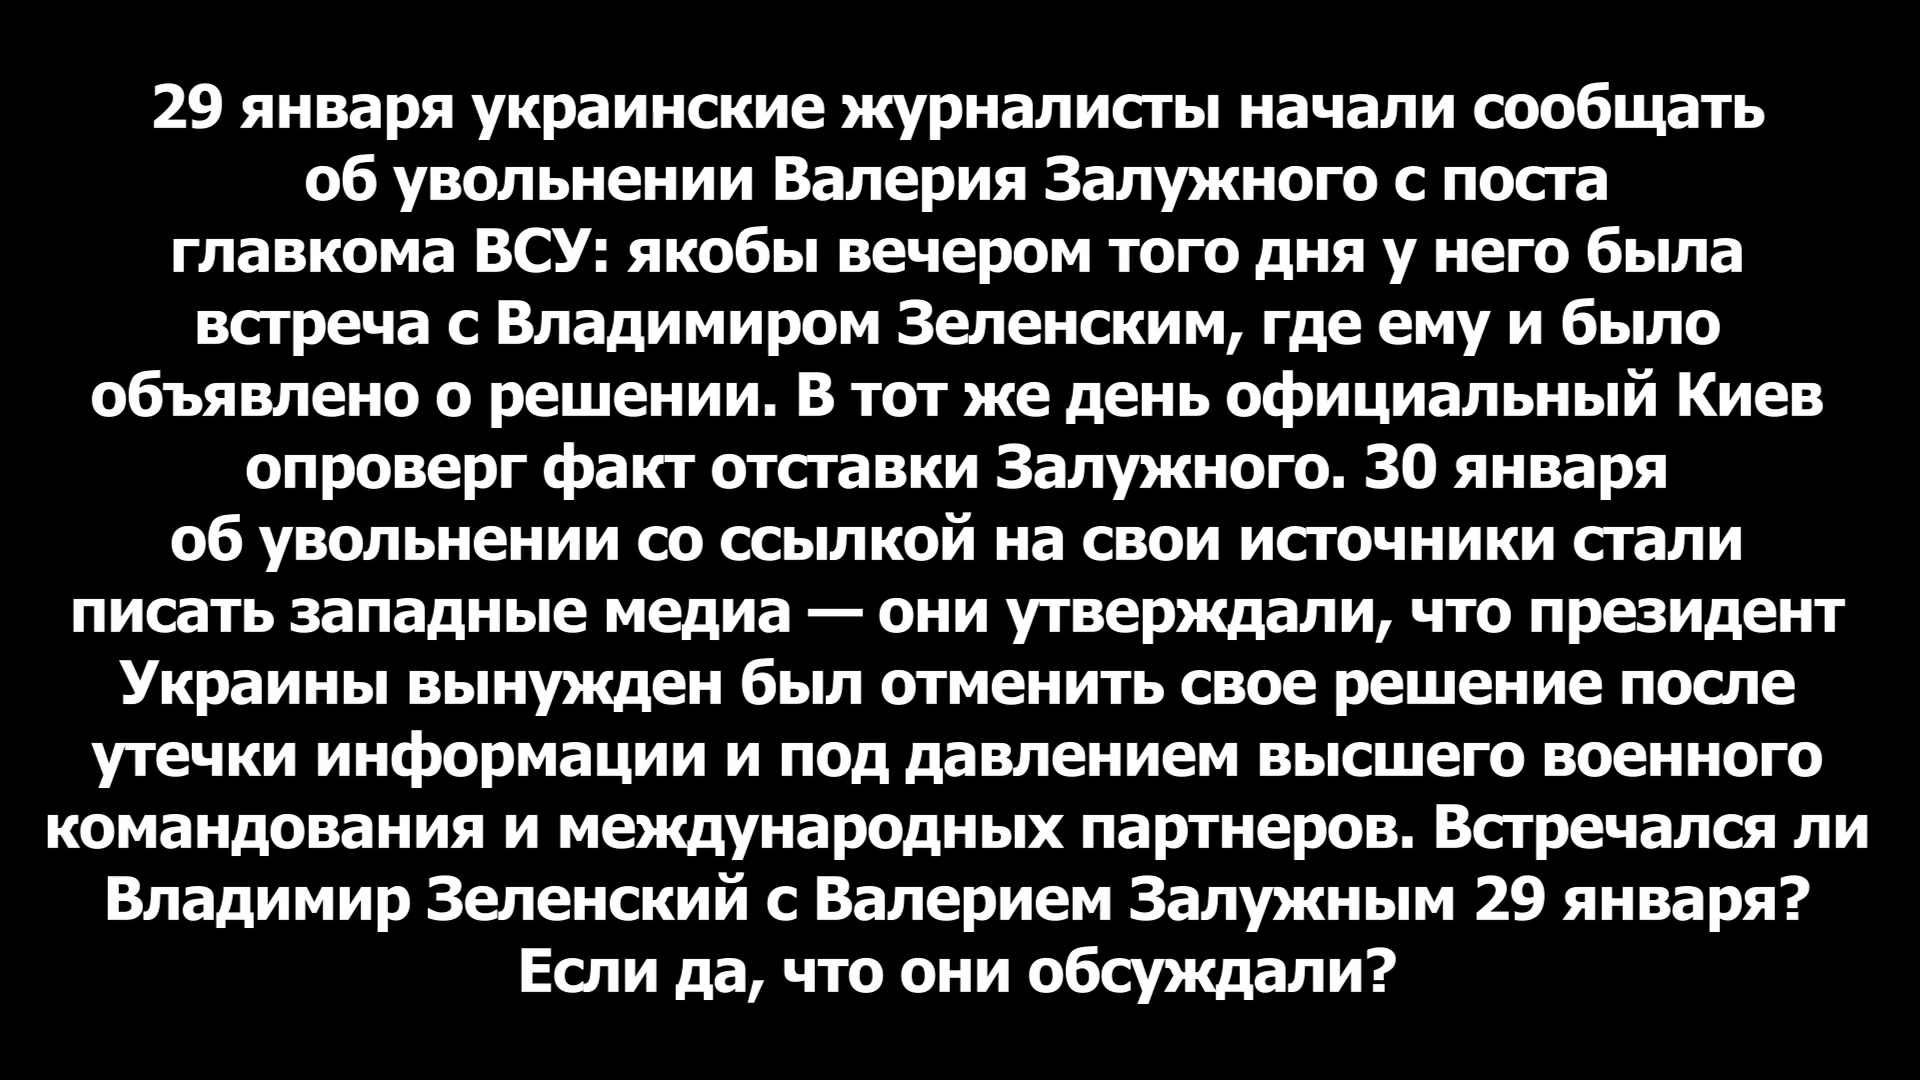 29 января украинские журналисты начали сообщать
об увольнении Валерия Залужного с поста
главкома ВСУ: якобы вечером того дня у него была
встреча с Владимиром Зеленским, где ему и было
объявлено о решении. В тот же день официальный Киев
опроверг факт отставки Залужного. 30 января
об увольнении со ссылкой на свои источники стали
писать западные медиа — они утверждали, что президент
Украины вынужден был отменить свое решение после
утечки информации и под давлением высшего военного
командования и международных партнеров. Встречался ли
Владимир Зеленский с Валерием Залужным 29 января?
Если да, что они обсуждали?